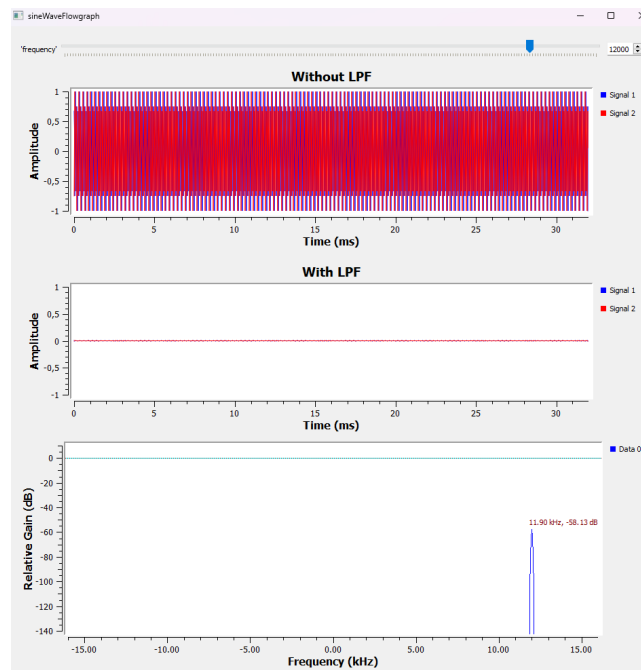 sineWaveFlowgraph
'frequency'
12000
Without LPF
Signal 1
Signal 2
Amplitude
1
0,5
0
-0,5
-1
0 5 10 15 20 25 30
Time (ms)
With LPF
Signal 1
Signal 2
Amplitude
1
0,5
0
-0,5
-1
0 5 10 15 20 25 30
Time (ms)
Data 0
Relative Gain (dB)
0
-20
-40
11.90 kHz, -58.13 dB
-60
-80
-100
-120
-140
-15.00 -10.00 -5.00 0.00 5.00 10.00 15.00
Frequency (kHz)